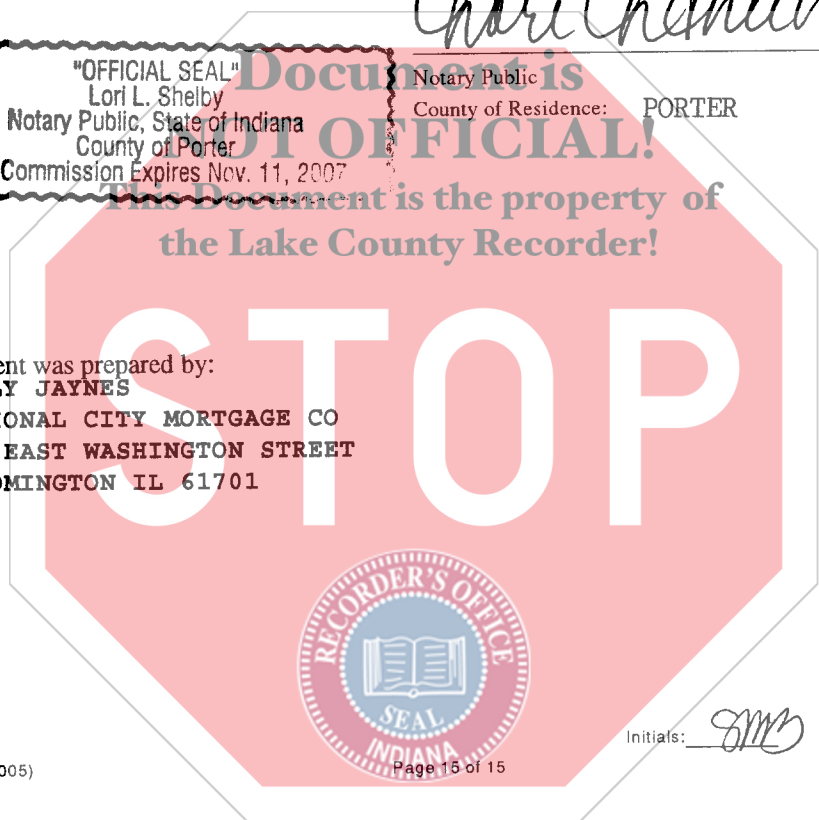 "OFFICIAL SEAL"
Lori L. Shelby
Notary Public, State of Indiana
County of Porter
Commission Expires Nov. 11, 2007
Notary Public
County of Residence: PORTER
Document is
NOT OFFICIAL!
This Document is the property of
the Lake County Recorder!
STOP
ent was prepared by:
Y JAYNES
IONAL CITY MORTGAGE CO
EAST WASHINGTON STREET
OMINGTON IL 61701
RECORDER'S OFFICE
SEAL
INDIANA
Initials: SMB
005)
Page 15 of 15